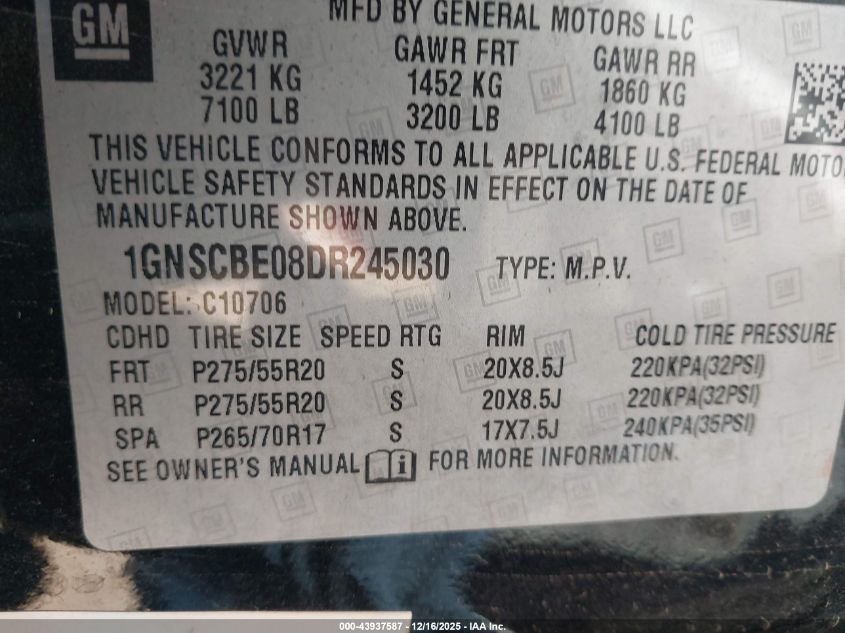 GM
MFD BY GENERAL MOTORS LLC
GVWR GAWR FRT GAWR RR
3221 KG 1452 KG 1860 KG
7100 LB 3200 LB 4100 LB
THIS VEHICLE CONFORMS TO ALL APPLICABLE U.S. FEDERAL MOTO
VEHICLE SAFETY STANDARDS IN EFFECT ON THE DATE OF
MANUFACTURE SHOWN ABOVE.
1GNSCBE08DR245030 TYPE: M.P.V.
MODEL: C10706
CDHD TIRE SIZE SPEED RTG RIM COLD TIRE PRESSURE
FRT P275/55R20 S 20X8.5J 220KPA(32PSI)
RR P275/55R20 S 20X8.5J 220KPA(32PSI)
SPA P265/70R17 S 17X7.5J 240KPA(35PSI)
SEE OWNER'S MANUAL i FOR MORE INFORMATION.
000-43937587 - 12/16/2025 - IAA Inc.